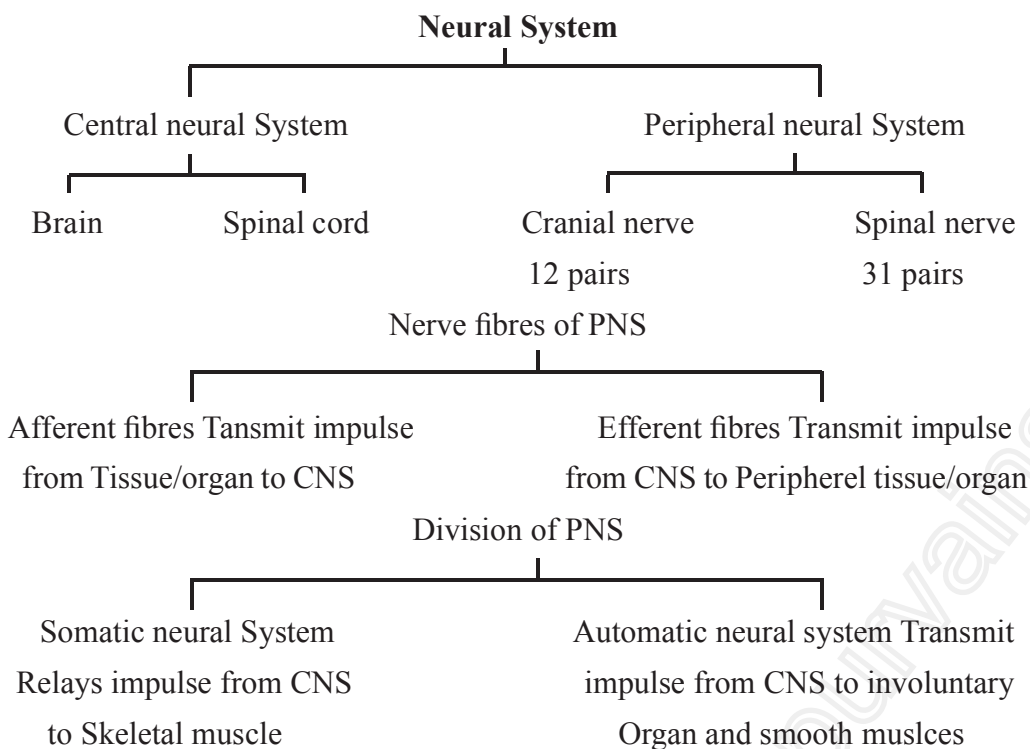 Neural System
Central neural System Peripheral neural System
Brain Spinal cord Cranial nerve Spinal nerve
12 pairs 31 pairs
Nerve fibres of PNS
Afferent fibres Tansmit impulse Efferent fibres Transmit impulse
from Tissue/organ to CNS from CNS to Peripherel tissue/organ
Division of PNS
Somatic neural System Automatic neural system Transmit
Relays impulse from CNS impulse from CNS to involuntary
to Skeletal muscle Organ and smooth muslces